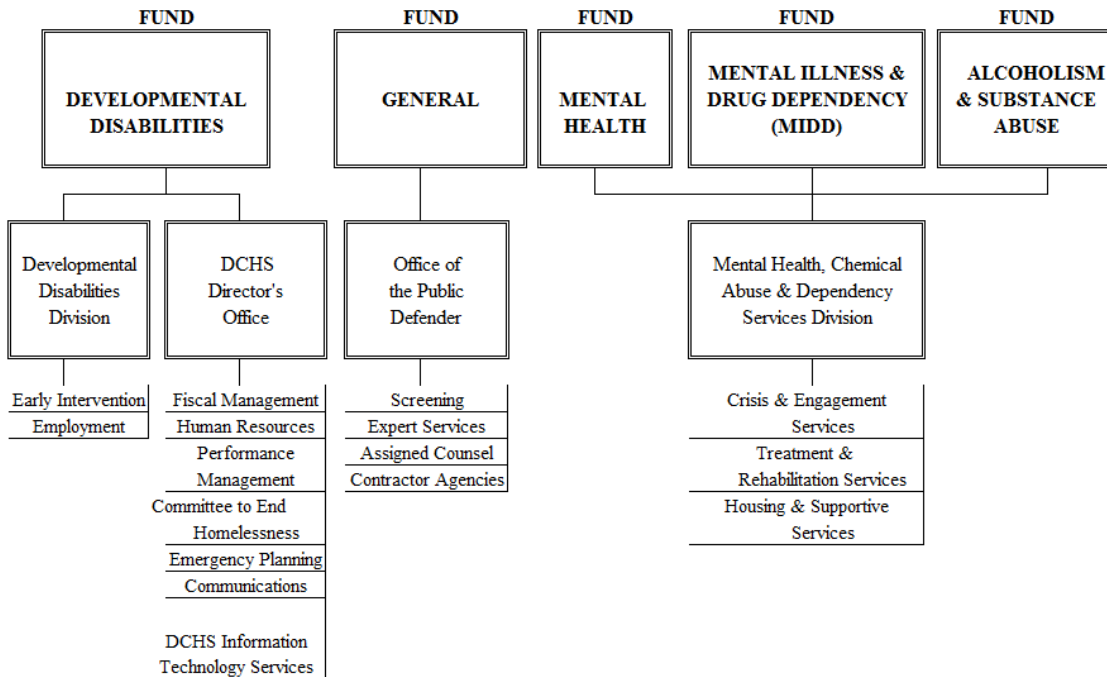 FUND
DEVELOPMENTAL
DISABILITIES
FUND
GENERAL
FUND
MENTAL
HEALTH
FUND
MENTAL ILLNESS &
DRUG DEPENDENCY
(MIDD)
FUND
ALCOHOLISM
& SUBSTANCE
ABUSE
Developmental
Disabilities
Division
Early Intervention
Employment
DCHS
Director's
Office
Fiscal Management
Human Resources
Performance
Management
Committee to End
Homelessness
Emergency Planning
Communications
DCHS Information
Technology Services
Office of
the Public
Defender
Screening
Expert Services
Assigned Counsel
Contractor Agencies
Mental Health, Chemical
Abuse & Dependency
Services Division
Crisis & Engagement
Services
Treatment &
Rehabilitation Services
Housing & Supportive
Services